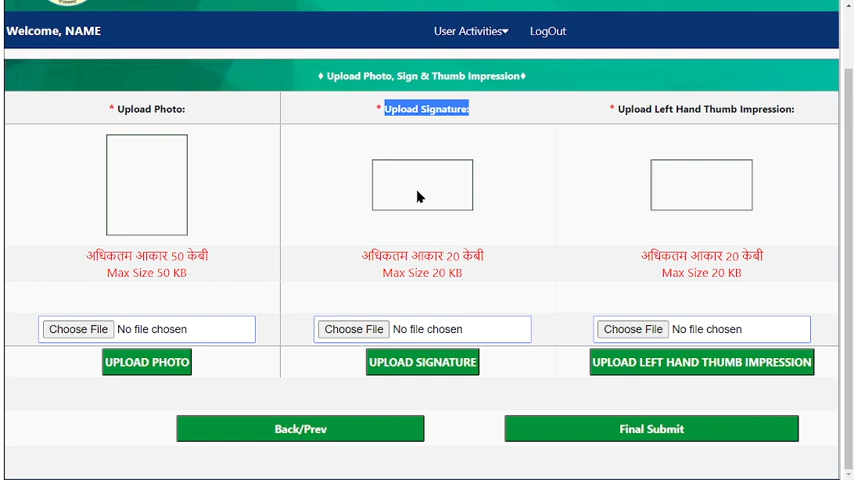 Welcome, NAME
User Activities▾
LogOut
♦ Upload Photo, Sign & Thumb Impression♦
* Upload Photo:
* Upload Signature:
* Upload Left Hand Thumb Impression:
अधिकतम आकार 50 केबी
Max Size 50 KB
अधिकतम आकार 20 केबी
Max Size 20 KB
अधिकतम आकार 20 केबी
Max Size 20 KB
Choose File No file chosen
Choose File No file chosen
Choose File No file chosen
UPLOAD PHOTO
UPLOAD SIGNATURE
UPLOAD LEFT HAND THUMB IMPRESSION
Back/Prev
Final Submit